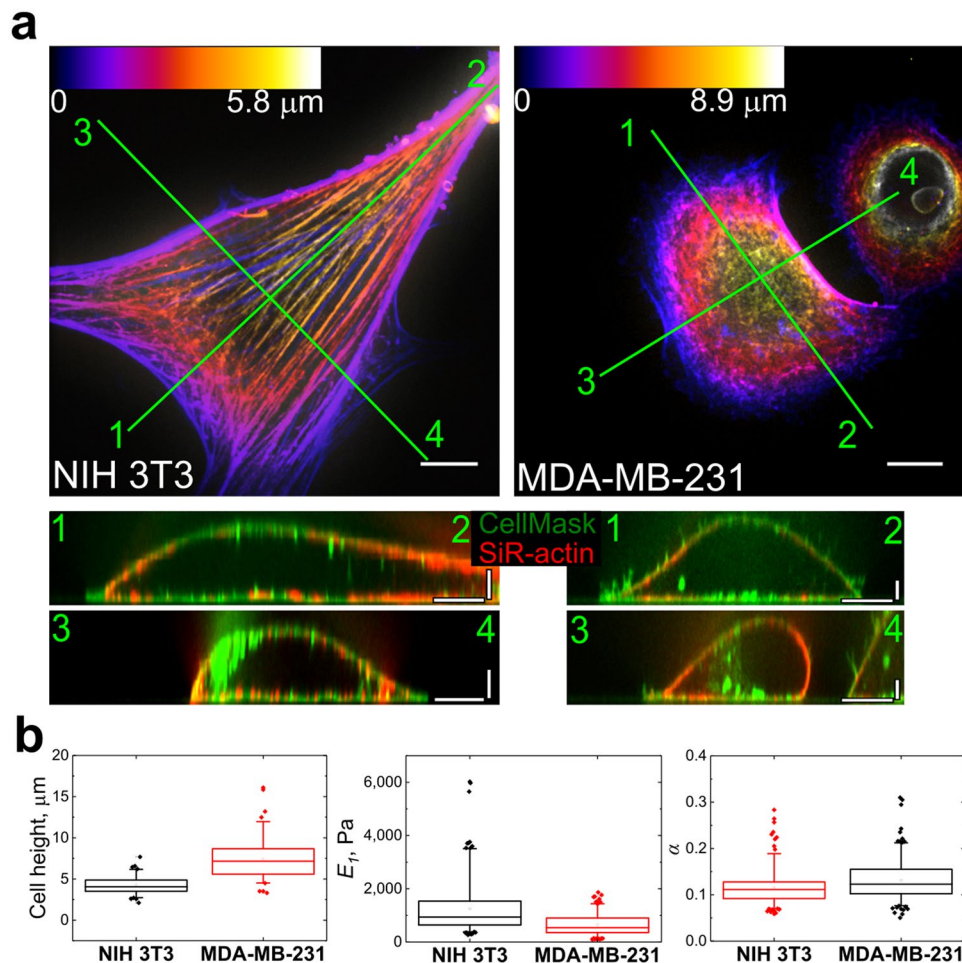 a
0 5.8 μm
2
3
1
4
NIH 3T3
0 8.9 μm
1
4
3
2
MDA-MB-231
1 2
CellMask
SiR-actin
1 2
3 4
3 4
b
20
15
10
5
0
Cell height, μm
NIH 3T3 MDA-MB-231
6,000
4,000
2,000
0
E1, Pa
NIH 3T3 MDA-MB-231
0.4
0.3
0.2
0.1
0.0
α
NIH 3T3 MDA-MB-231